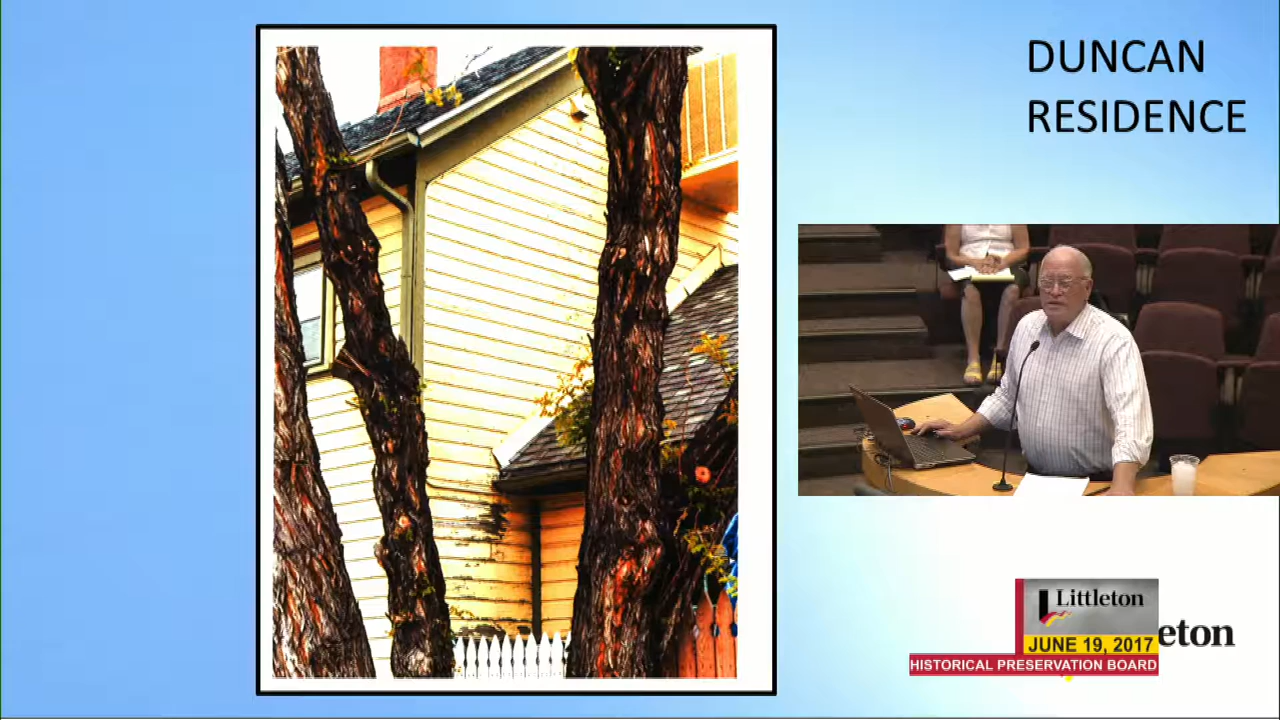 DUNCAN
RESIDENCE
Littleton
eton
JUNE 19, 2017
HISTORICAL PRESERVATION BOARD